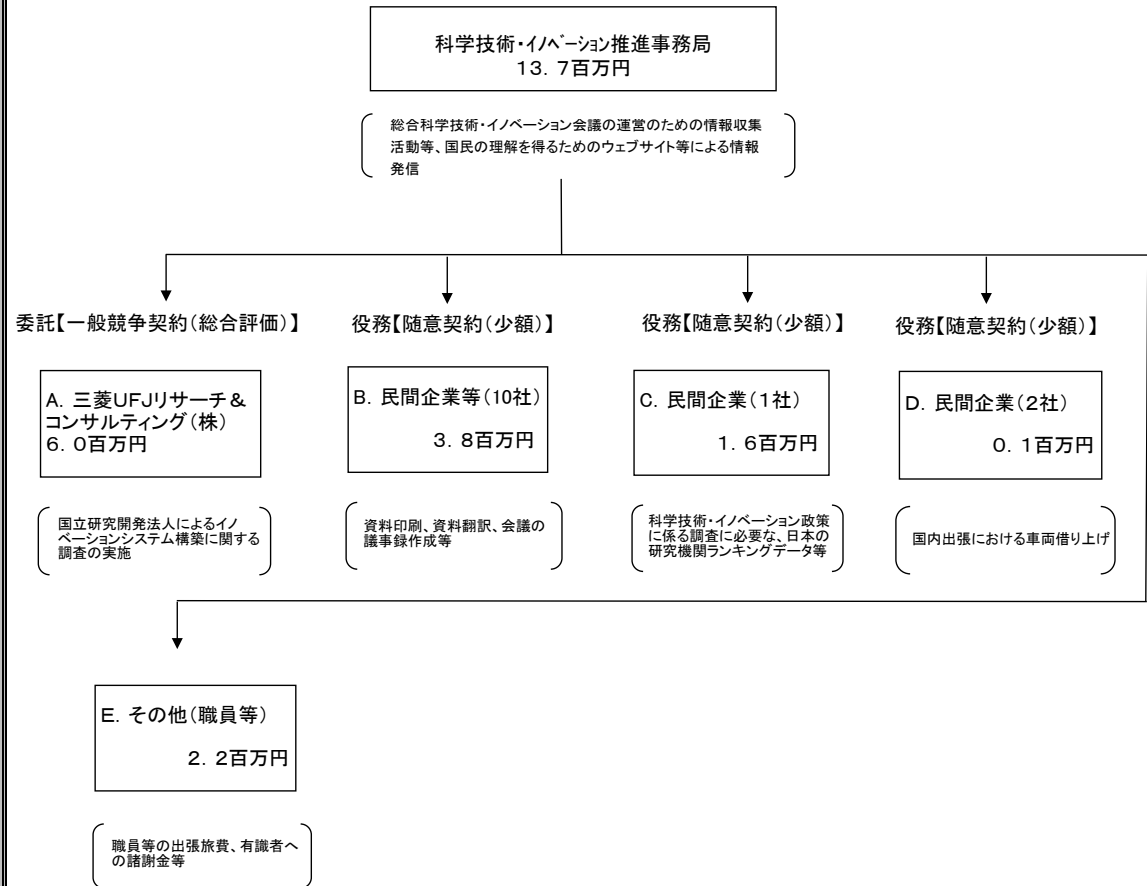 科学技術・イノベーション推進事務局
13．7百万円
総合科学技術・イノベーション会議の運営のための情報収集
活動等、国民の理解を得るためのウェブサイト等による情報
発信
委託【一般競争契約（総合評価）】
役務【随意契約（少額）】
役務【随意契約（少額）】
役務【随意契約（少額）】
A．三菱UFJリサーチ＆
コンサルティング（株）
6．0百万円
B．民間企業等（10社）
3．8百万円
C．民間企業（1社）
1．6百万円
D．民間企業（2社）
0．1百万円
国立研究開発法人によるイノ
ベーションシステム構築に関する
調査の実施
資料印刷、資料翻訳、会議の
議事録作成等
科学技術・イノベーション政策
に係る調査に必要な、日本の
研究機関ランキングデータ等
国内出張における車両借り上げ
E．その他（職員等）
2．2百万円
職員等の出張旅費、有識者へ
の諸謝金等